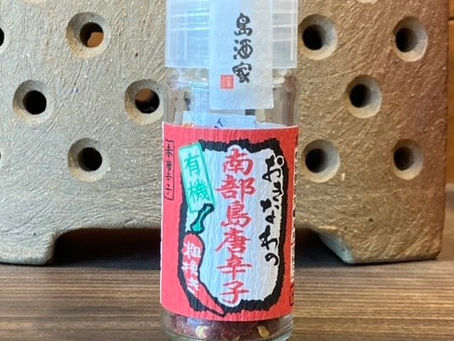 島酒家
おきなわの
南部島唐辛子
有機
粗挽き